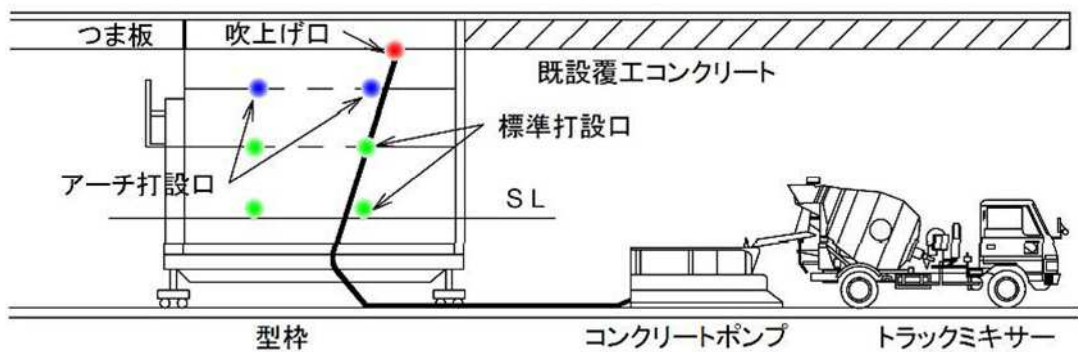 つま板
吹上げ口
既設覆工コンクリート
標準打設口
アーチ打設口
SL
型枠
コンクリートポンプ
トラックミキサー